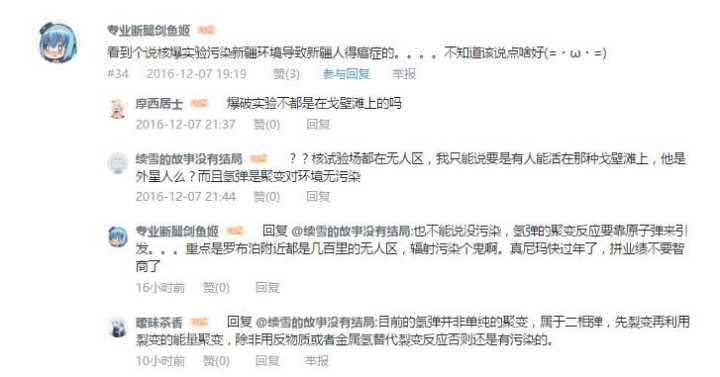 专业断腿剑鱼姬
看到个说核爆实验污染新疆环境导致新疆人得癌症的。。。。不知道该说点啥好(=・ω・=)
#34 2016-12-07 19:19 赞(3) 参与回复 举报
摩西居士 爆破实验不都是在戈壁滩上的吗
2016-12-07 21:37 赞(0) 回复
续雪的故事没有结局 ？？核试验场都在无人区，我只能说要是有人能活在那种戈壁滩上，他是
外星人么？而且氢弹是聚变对环境无污染
2016-12-07 21:44 赞(0) 回复
专业断腿剑鱼姬 回复 @续雪的故事没有结局:也不能说没污染，氢弹的聚变反应要靠原子弹来引
发。。。重点是罗布泊附近都是几百里的无人区，辐射污染个鬼啊。真尼玛快过年了，拼业绩不要智
商了
16小时前 赞(0) 回复
暧昧茶香 回复 @续雪的故事没有结局:目前的氢弹并非单纯的聚变，属于二相弹，先裂变再利用
裂变的能量聚变，除非用反物质或者金属氢替代裂变反应否则还是有污染的。
10小时前 赞(0) 回复 举报